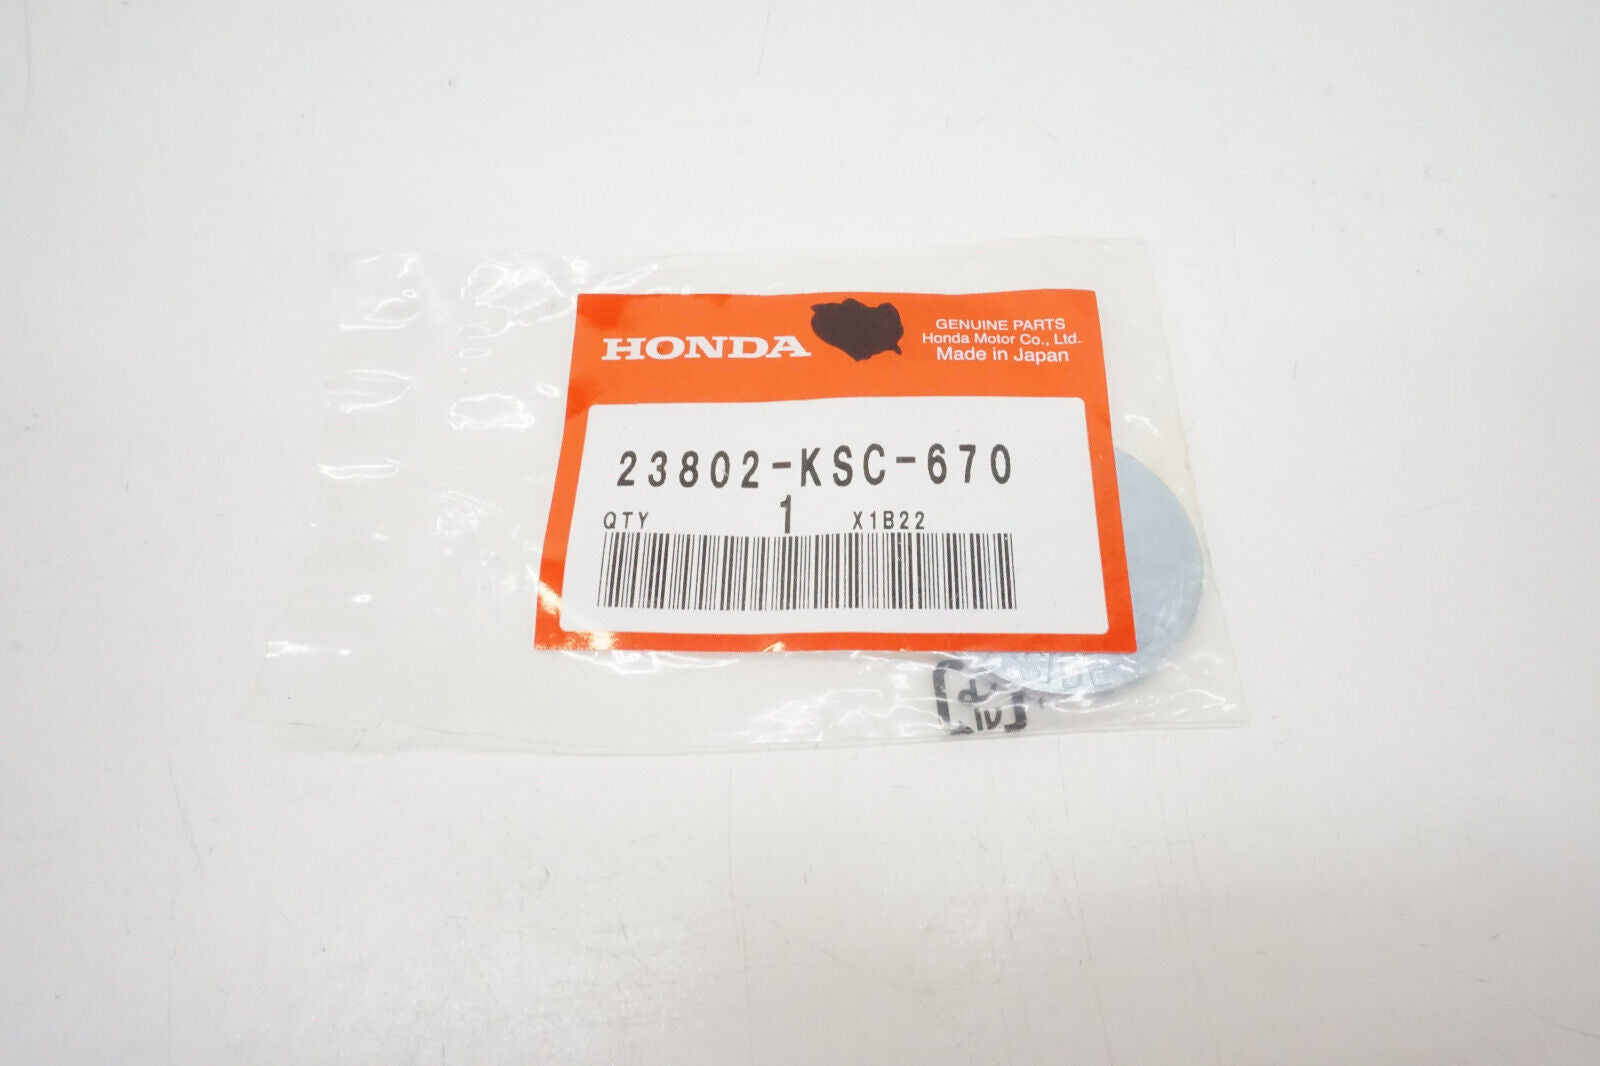 HONDA
GENUINE PARTS
Honda Motor Co., Ltd.
Made in Japan
23802-KSC-670
QTY 1 X1B22